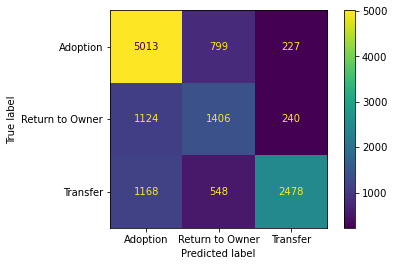 Adoption 5013 799 227
Return to Owner 1124 1406 240
Transfer 1168 548 2478
Adoption Return to Owner Transfer
Predicted label
True label
5000
4000
3000
2000
1000